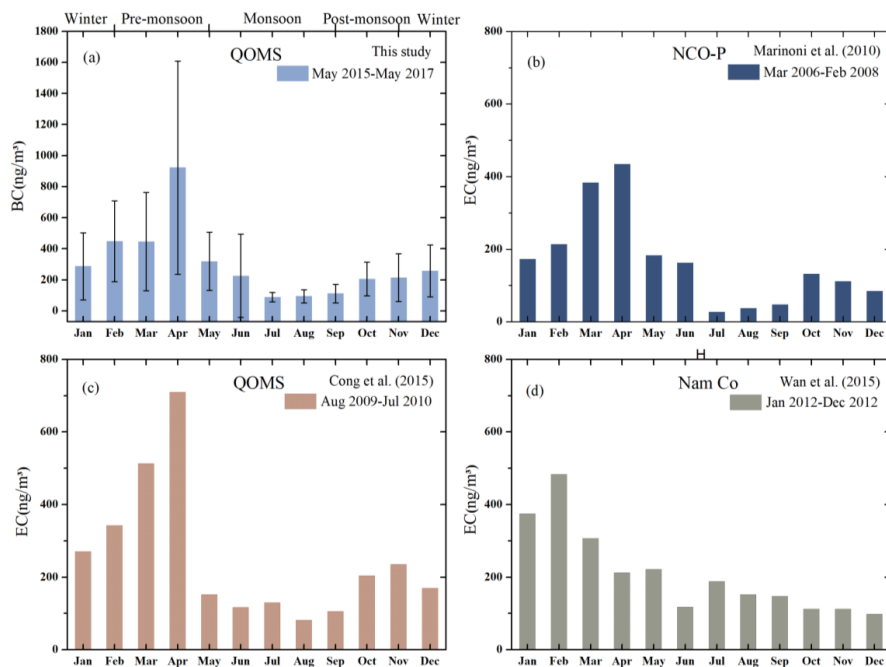 Winter Pre-monsoon Monsoon Post-monsoon Winter
(a) QOMS This study
May 2015-May 2017
BC(ng/m³)
1800
1600
1400
1200
1000
800
600
400
200
0
Jan Feb Mar Apr May Jun Jul Aug Sep Oct Nov Dec
(b) NCO-P Marinoni et al. (2010)
Mar 2006-Feb 2008
EC(ng/m³)
800
600
400
200
0
Jan Feb Mar Apr May Jun Jul Aug Sep Oct Nov Dec
(c) QOMS Cong et al. (2015)
Aug 2009-Jul 2010
EC(ng/m³)
800
600
400
200
0
Jan Feb Mar Apr May Jun Jul Aug Sep Oct Nov Dec
H
(d) Nam Co Wan et al. (2015)
Jan 2012-Dec 2012
EC(ng/m³)
800
600
400
200
0
Jan Feb Mar Apr May Jun Jul Aug Sep Oct Nov Dec